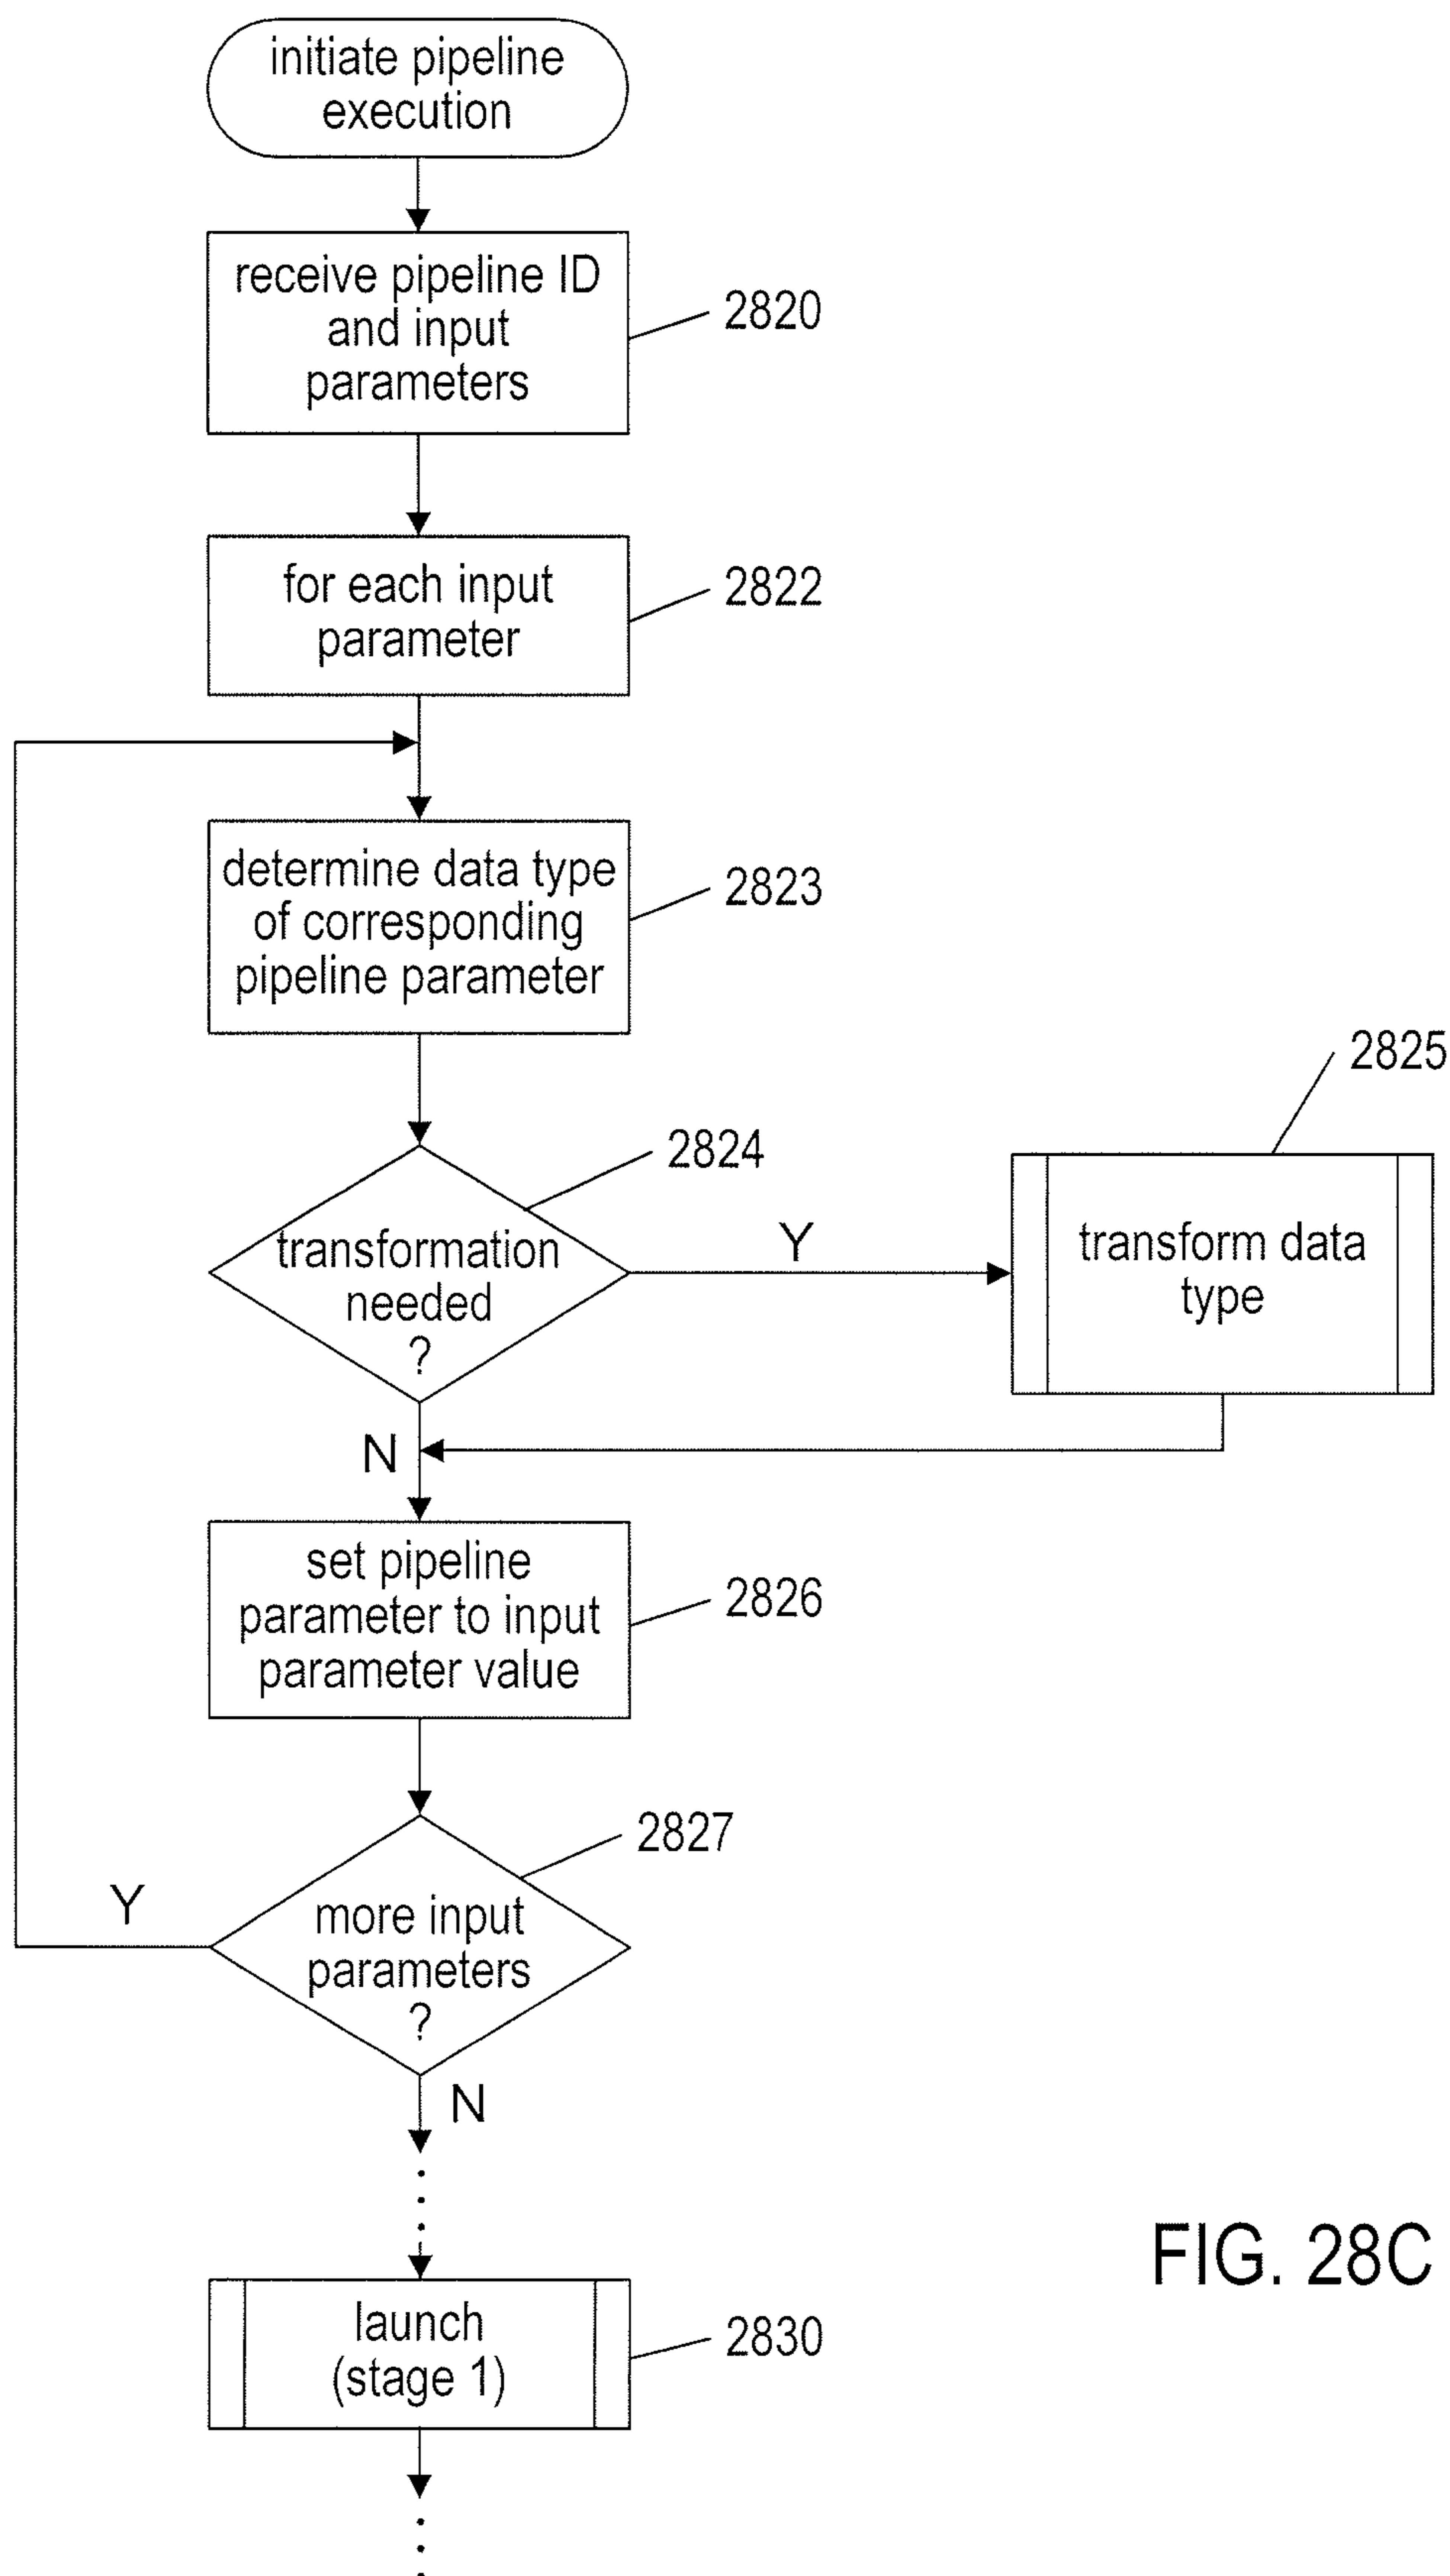 initiate pipeline
execution
receive pipeline ID
and input
parameters
2820
for each input
parameter
2822
determine data type
of corresponding
pipeline parameter
2823
2824
transformation
needed
?
Y
2825
transform data
type
N
set pipeline
parameter to input
parameter value
2826
2827
more input
parameters
?
Y
N
launch
(stage 1)
2830
FIG. 28C